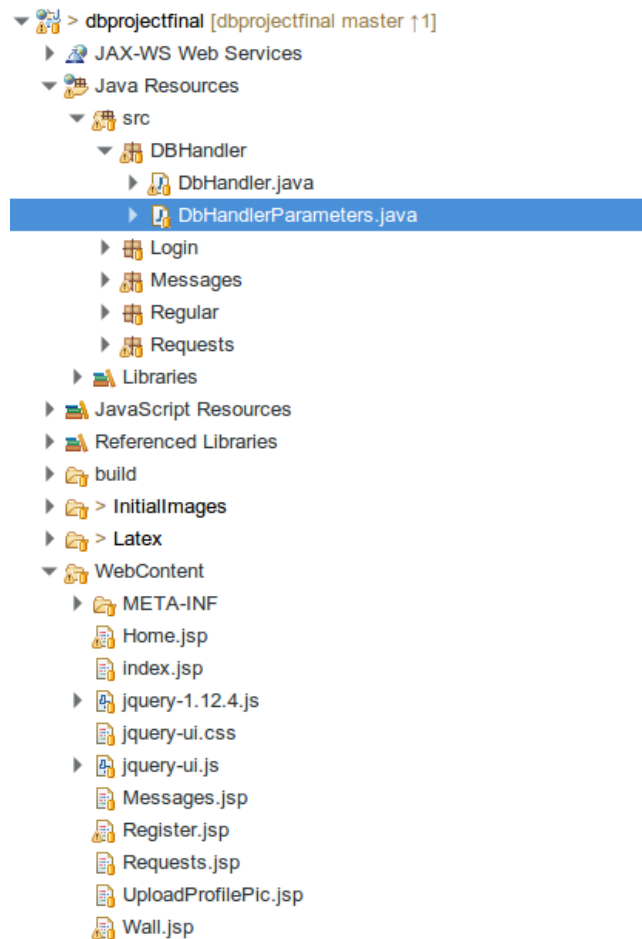 > dbprojectfinal [dbprojectfinal master ↑1]
JAX-WS Web Services
Java Resources
src
DBHandler
DbHandler.java
DbHandlerParameters.java
Login
Messages
Regular
Requests
Libraries
JavaScript Resources
Referenced Libraries
build
> InitialImages
> Latex
WebContent
META-INF
Home.jsp
index.jsp
jquery-1.12.4.js
jquery-ui.css
jquery-ui.js
Messages.jsp
Register.jsp
Requests.jsp
UploadProfilePic.jsp
Wall.jsp